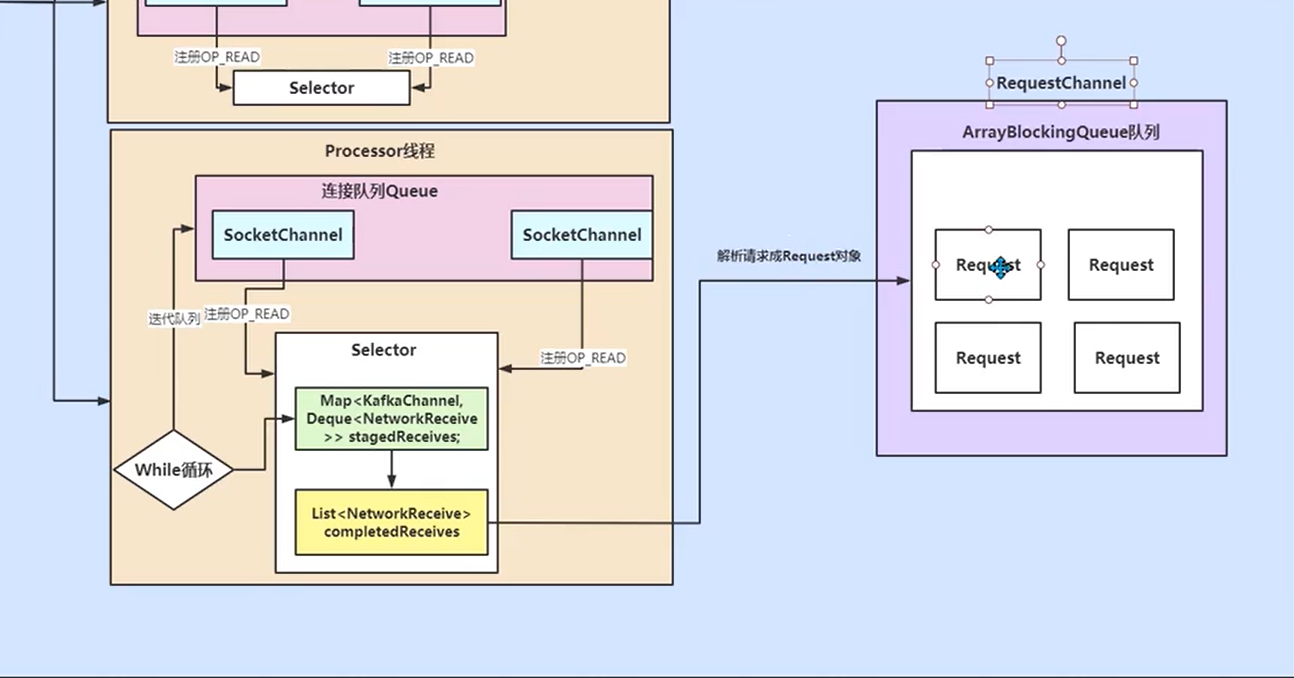 注册OP_READ
注册OP_READ
Selector
Processor线程
连接队列Queue
SocketChannel
SocketChannel
迭代队列
注册OP_READ
注册OP_READ
Selector
Map<KafkaChannel,
Deque<NetworkReceive
>> stagedReceives;
While循环
List<NetworkReceive>
completedReceives
解析请求成Request对象
RequestChannel
ArrayBlockingQueue队列
Request
Request
Request
Request